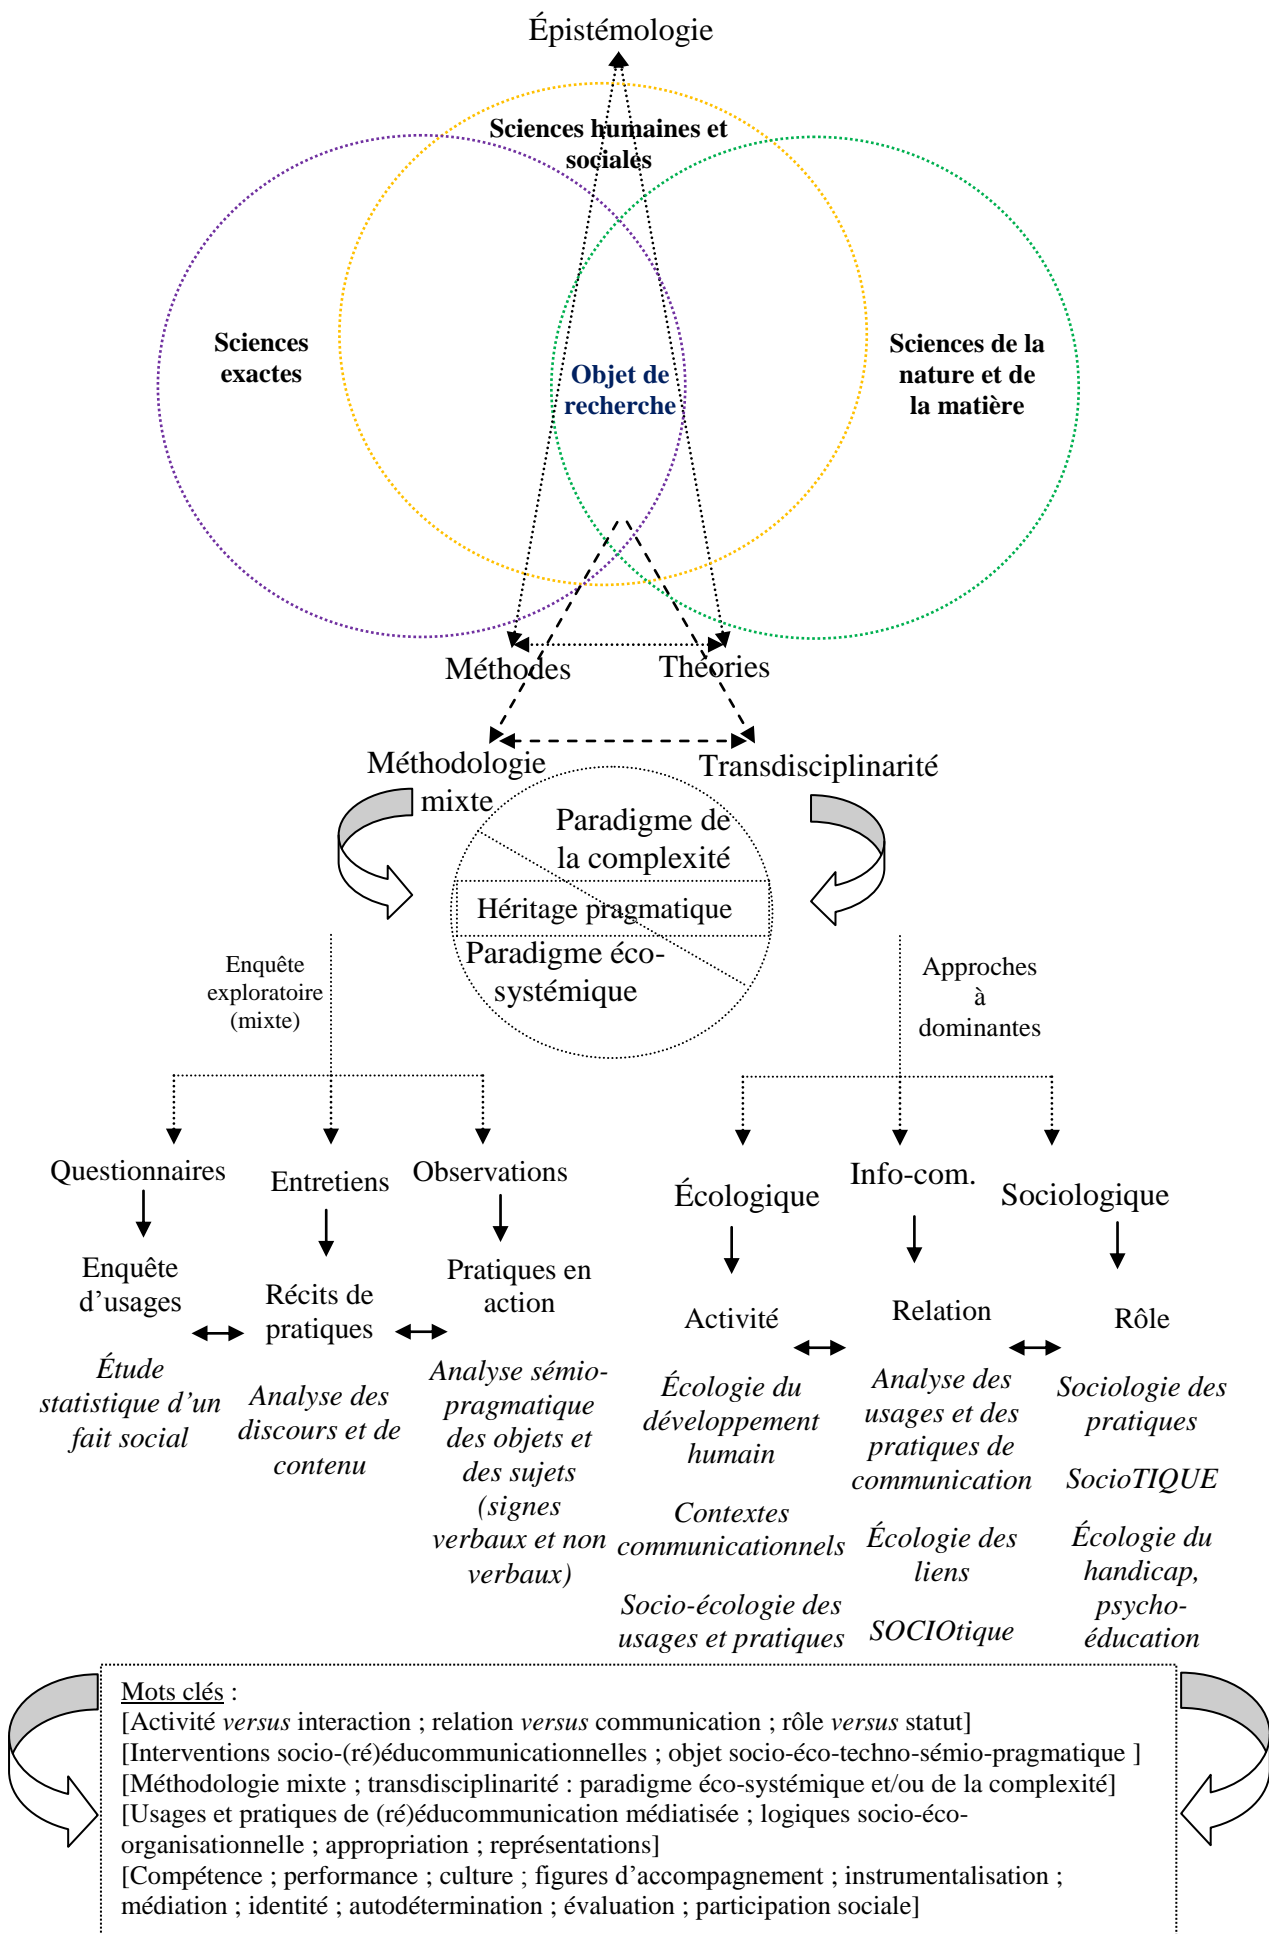 Épistémologie
Sciences humaines et
sociales
Sciences
exactes
Objet de
recherche
Sciences de la
nature et de
la matière
Méthodes
Théories
Méthodologie
mixte
Transdisciplinarité
Paradigme de
la complexité
Héritage pragmatique
Paradigme éco-
systémique
Enquête
exploratoire
(mixte)
Approches
à
dominantes
Questionnaires
Entretiens
Observations
Enquête
d’usages
Récits de
pratiques
Pratiques en
action
Étude
statistique d’un
fait social
Analyse des
discours et de
contenu
Analyse sémio-
pragmatique
des objets et
des sujets
(signes
verbaux et non
verbaux)
Écologique
Info-com.
Sociologique
Activité
Relation
Rôle
Écologie du
développement
humain
Contextes
communicationnels
Socio-écologie des
usages et pratiques
Analyse des
usages et des
pratiques de
communication
Écologie des
liens
SOCIOtique
Sociologie des
pratiques
SocioTIQUE
Écologie du
handicap,
psycho-
éducation
Mots clés :
[Activité versus interaction ; relation versus communication ; rôle versus statut]
[Interventions socio-(ré)éducommunicationnelles ; objet socio-éco-techno-sémio-pragmatique ]
[Méthodologie mixte ; transdisciplinarité : paradigme éco-systémique et/ou de la complexité]
[Usages et pratiques de (ré)éducommunication médiatisée ; logiques socio-éco-
organisationnelle ; appropriation ; représentations]
[Compétence ; performance ; culture ; figures d’accompagnement ; instrumentalisation ;
médiation ; identité ; autodétermination ; évaluation ; participation sociale]